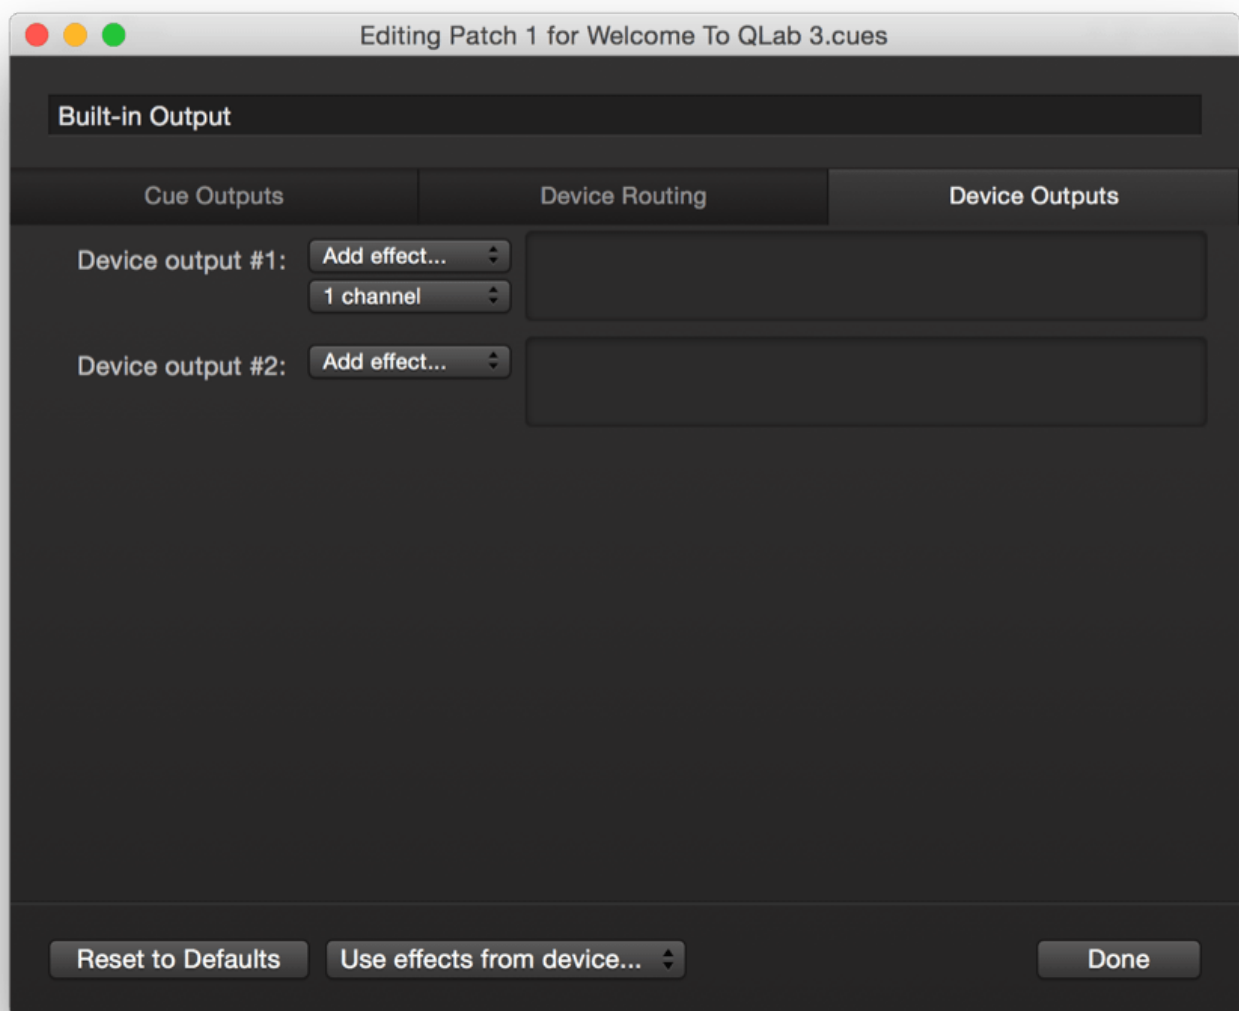 Editing Patch 1 for Welcome To QLab 3.cues
Built-in Output
Cue Outputs
Device Routing
Device Outputs
Device output #1:
Add effect...
1 channel
Device output #2:
Add effect...
Reset to Defaults
Use effects from device...
Done